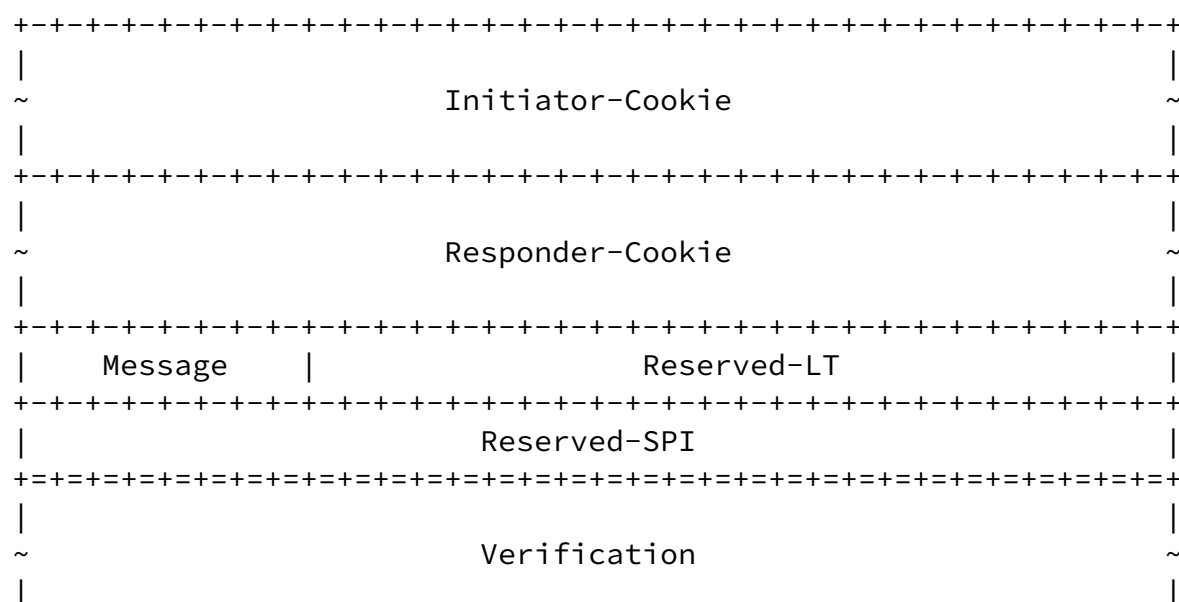 +-+-+-+-+-+-+-+-+-+-+-+-+-+-+-+-+-+-+-+-+-+-+-+-+-+-+-+-+-+-+-+-+
|                                                               |
~                       Initiator-Cookie                        ~
|                                                               |
+-+-+-+-+-+-+-+-+-+-+-+-+-+-+-+-+-+-+-+-+-+-+-+-+-+-+-+-+-+-+-+-+
|                                                               |
~                       Responder-Cookie                        ~
|                                                               |
+-+-+-+-+-+-+-+-+-+-+-+-+-+-+-+-+-+-+-+-+-+-+-+-+-+-+-+-+-+-+-+-+
|    Message    |                  Reserved-LT                  |
+-+-+-+-+-+-+-+-+-+-+-+-+-+-+-+-+-+-+-+-+-+-+-+-+-+-+-+-+-+-+-+-+
|                         Reserved-SPI                          |
+=+=+=+=+=+=+=+=+=+=+=+=+=+=+=+=+=+=+=+=+=+=+=+=+=+=+=+=+=+=+=+=+
|                                                               |
~                         Verification                          ~
|                                                               |